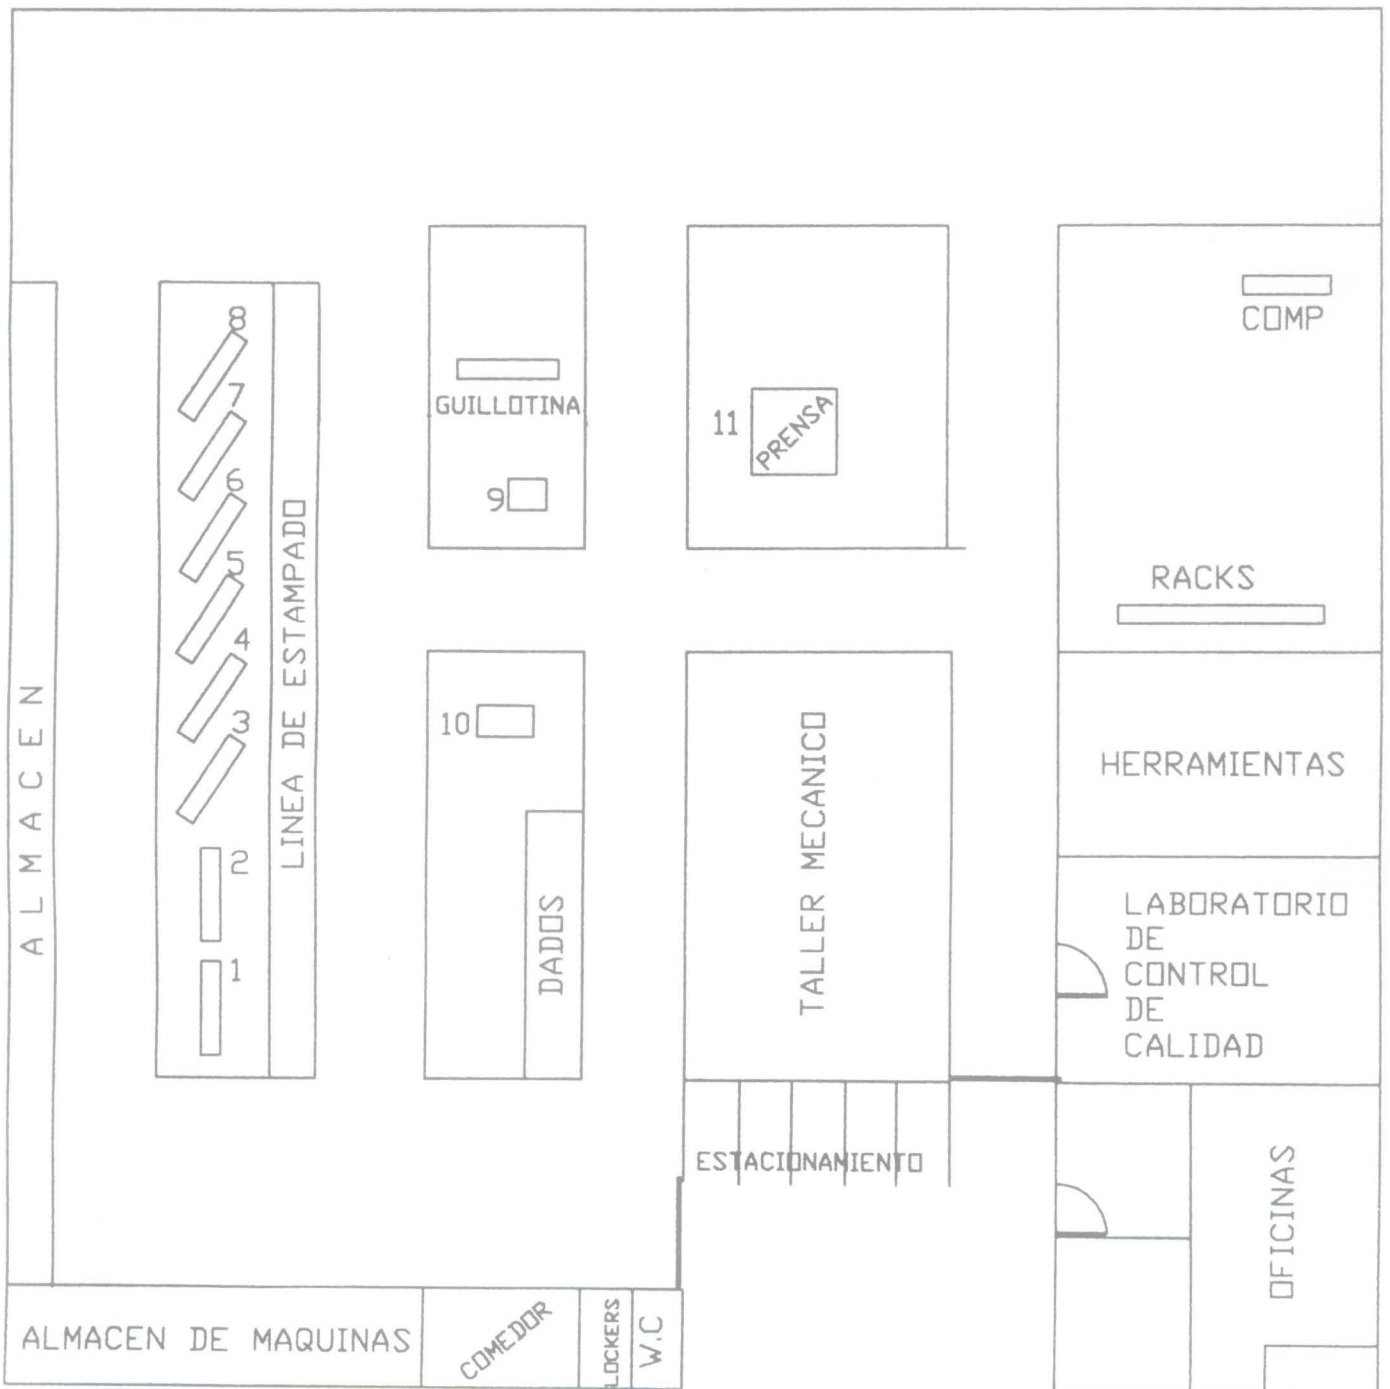 8
7
6
5
4
3
2
1
ALMACEN
LINEA DE ESTAMPADO
GUILLOTINA
9
10
DADOS
11
PRENSA
TALLER MECANICO
ESTACIONAMIENTO
COMP
RACKS
HERRAMIENTAS
LABORATORIO
DE
CONTROL
DE
CALIDAD
OFICINAS
ALMACEN DE MAQUINAS
COMEDOR
LOCKERS
W.C